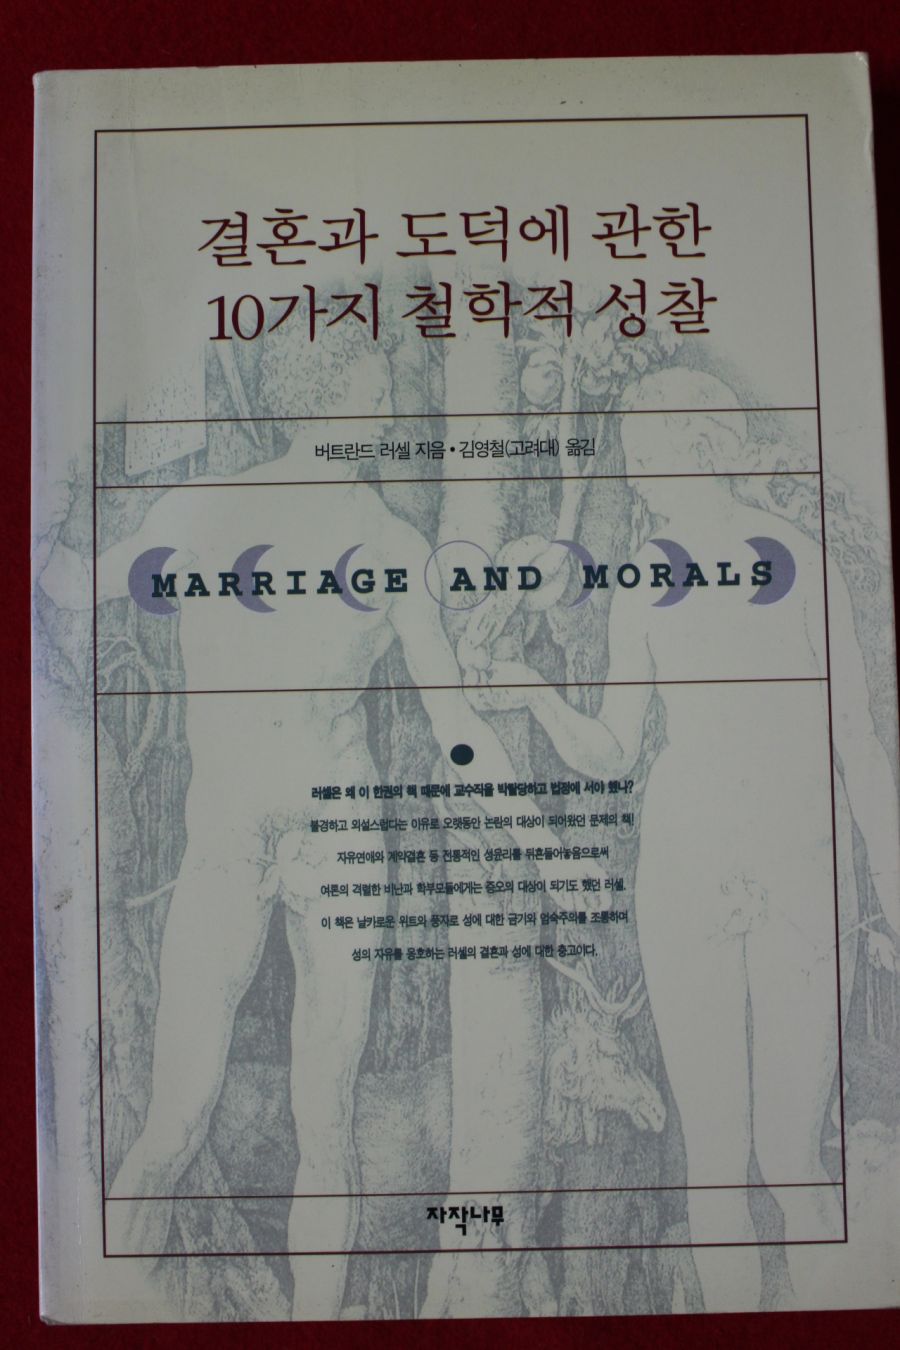 결혼과 도덕에 관한
10가지 철학적 성찰
버트란드 러셀 지음 • 김영철(고려대) 옮김
MARRIAGE AND MORALS
러셀은 왜 이 한권의 책 때문에 교수직을 박탈당하고 법정에 서야 했나?
불경하고 외설스럽다는 이유로 오랫동안 논란의 대상이 되어왔던 문제의 책!
자유연애와 계약결혼 등 전통적인 성윤리를 뒤흔들어놓음으로써
여론의 격렬한 비난과 학부모들에게는 증오의 대상이 되기도 했던 러셀.
이 책은 날카로운 위트와 풍자로 성에 대한 금기와 엄숙주의를 조롱하며
성의 자유를 옹호하는 러셀의 결혼과 성에 대한 충고이다.
자작나무